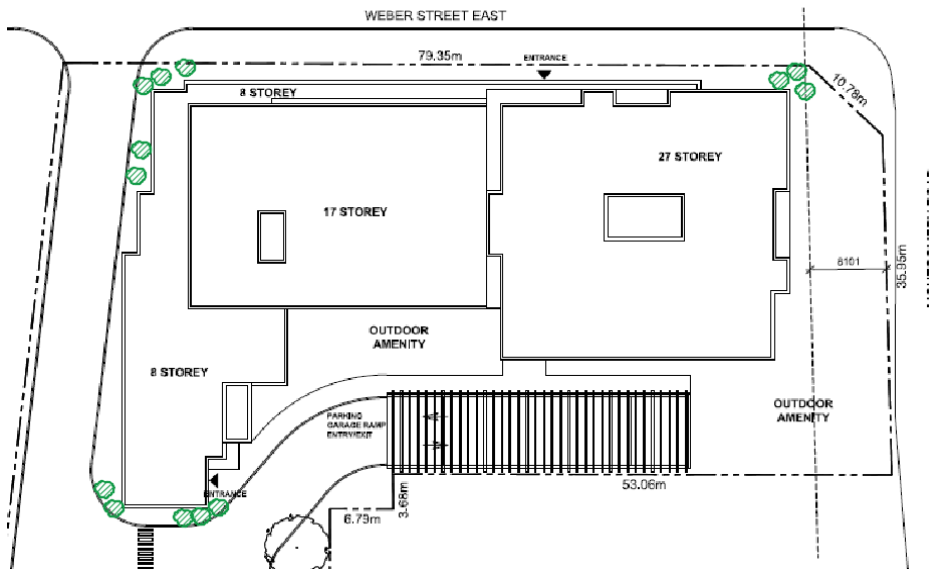 WEBER STREET EAST
79.35m
ENTRANCE
10.78m
8 STOREY
27 STOREY
17 STOREY
6101
35.95m
OUTDOOR
AMENITY
8 STOREY
PARKING
GARAGE RAMP
ENTRY/EXIT
OUTDOOR
AMENITY
ENTRANCE
53.06m
3.68m
6.79m